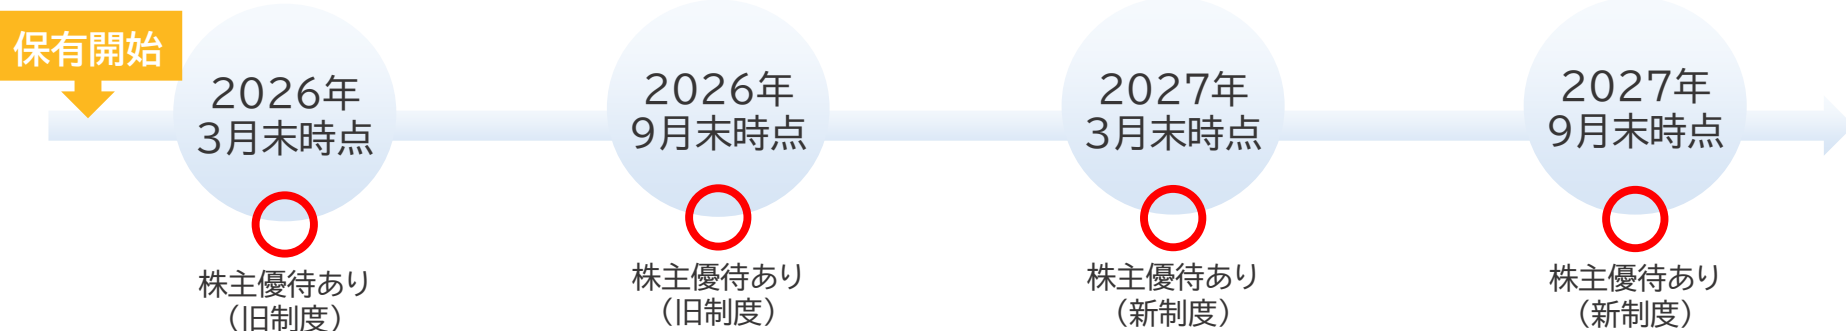 保有開始
2026年
3月末時点
株主優待あり
（旧制度）
2026年
9月末時点
株主優待あり
（旧制度）
2027年
3月末時点
株主優待あり
（新制度）
2027年
9月末時点
株主優待あり
（新制度）